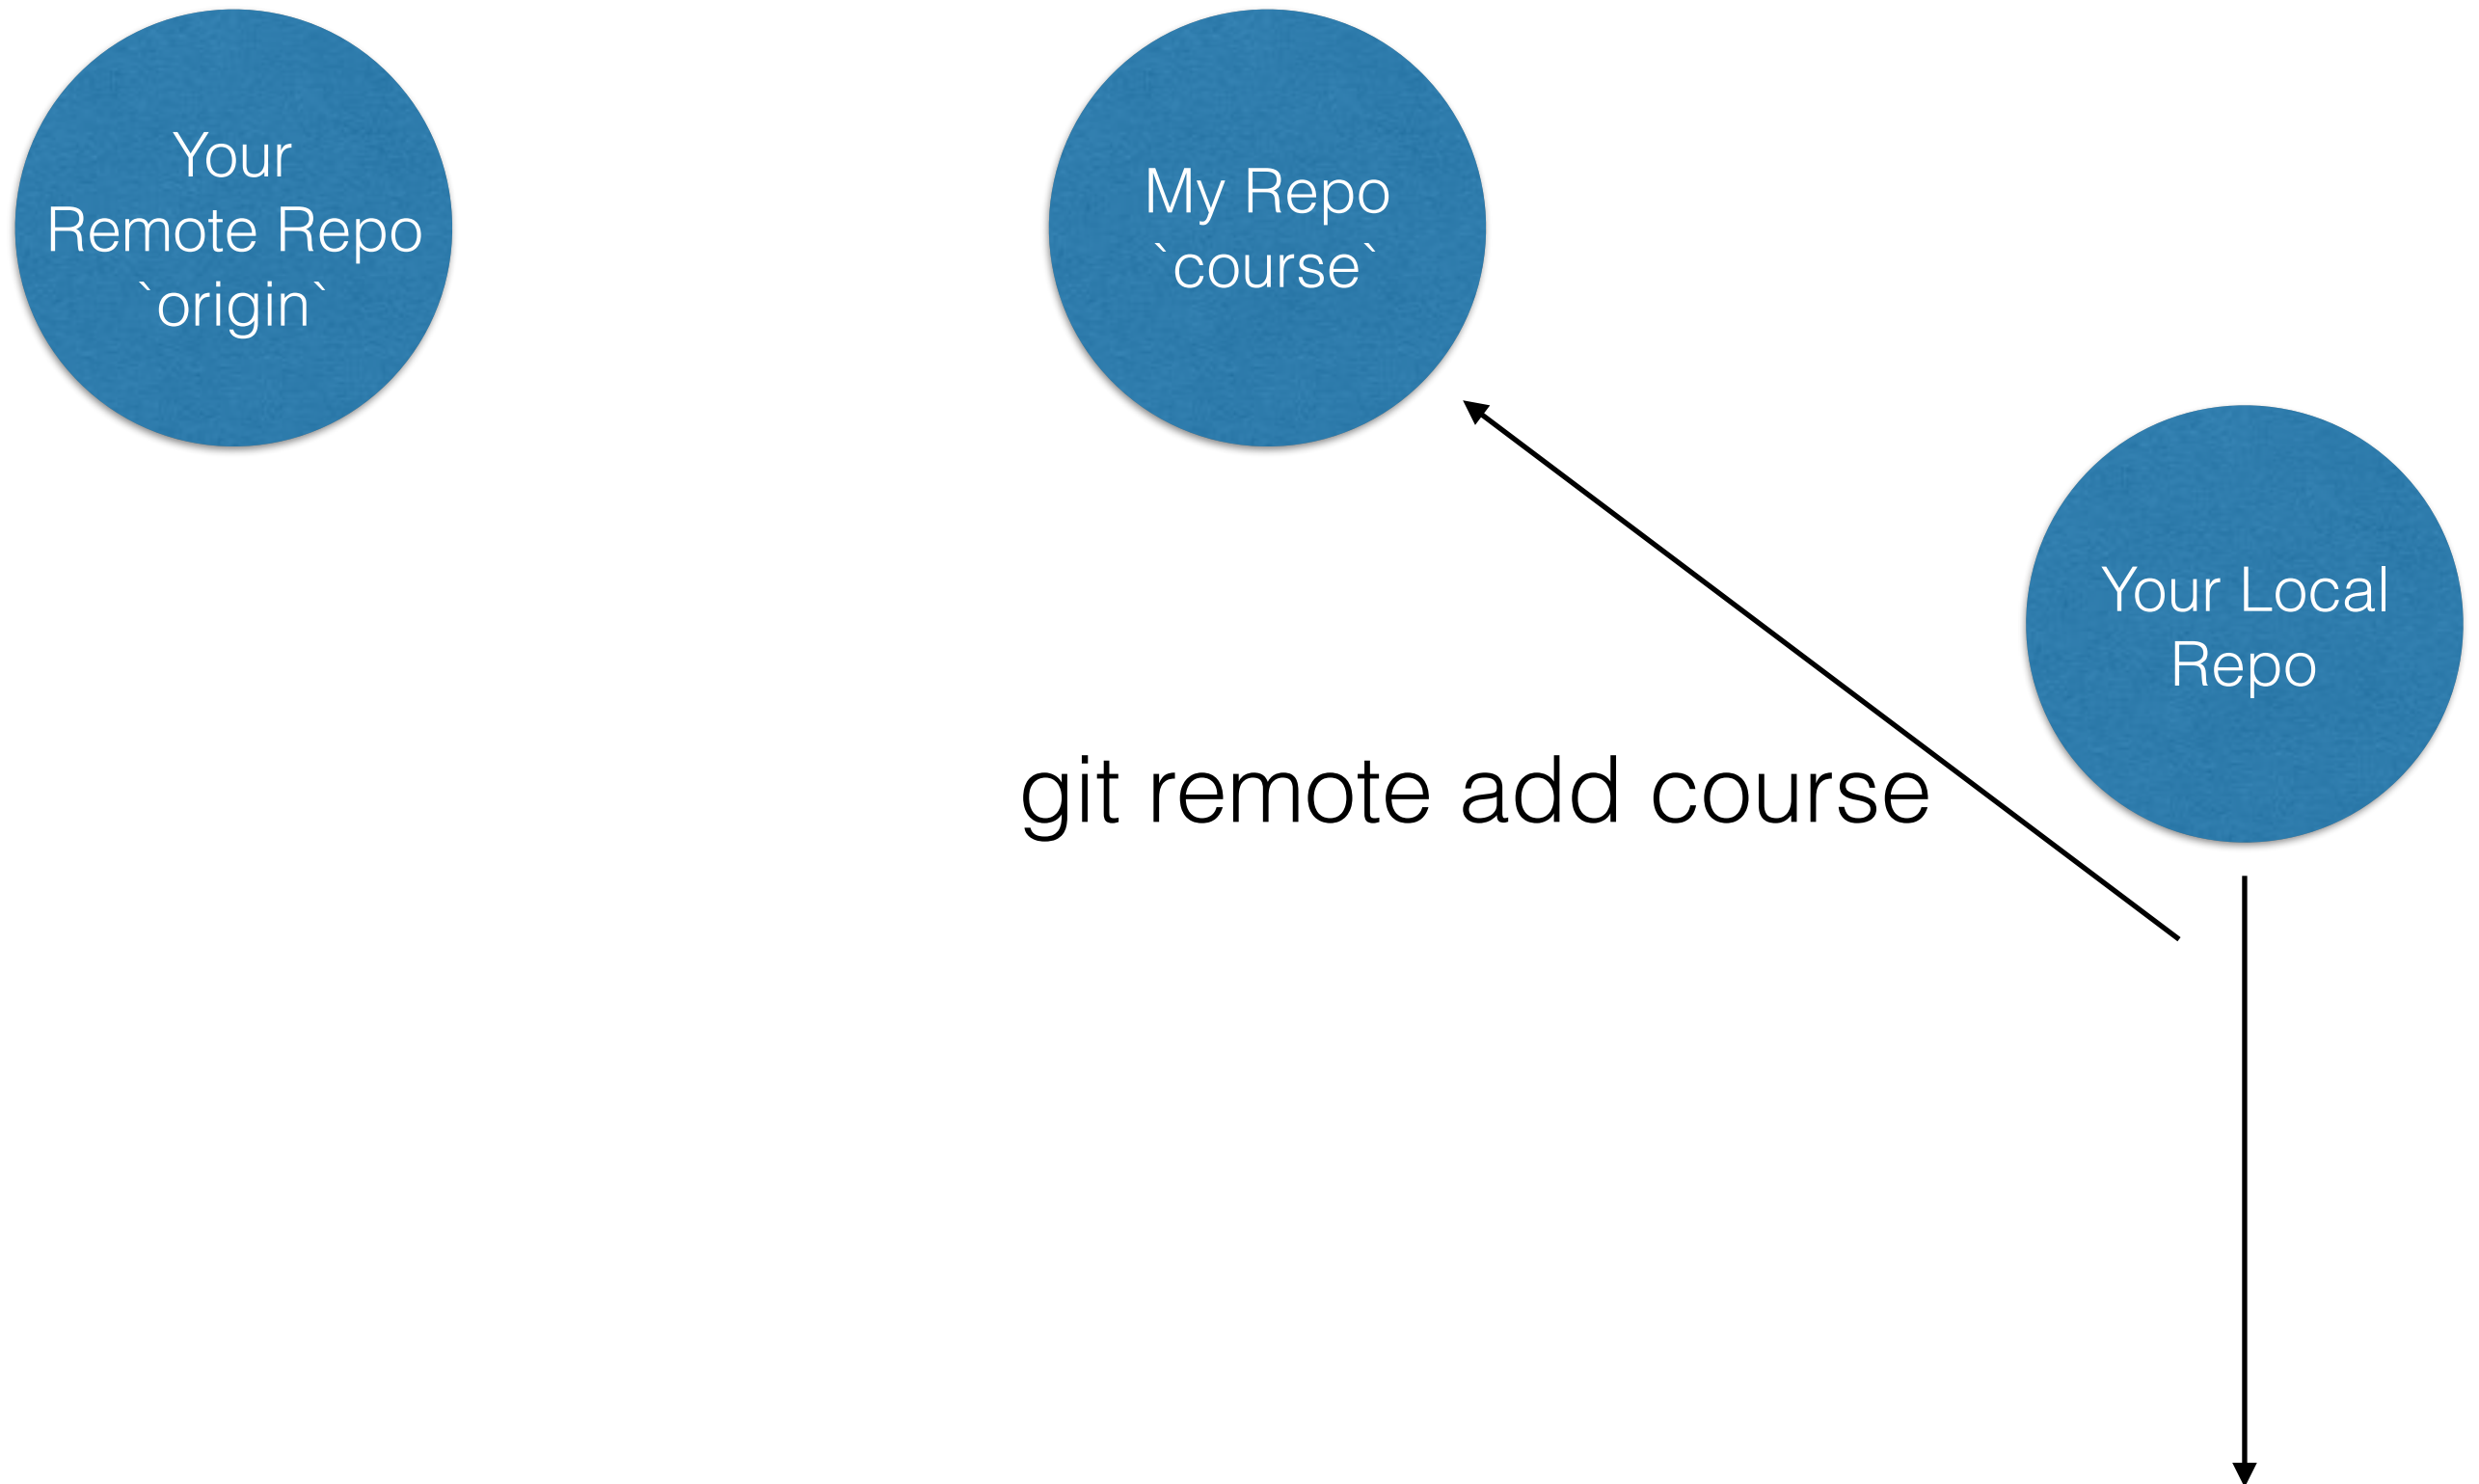 Your
Remote Repo
`origin`
My Repo
`course`
Your Local
Repo
git remote add course